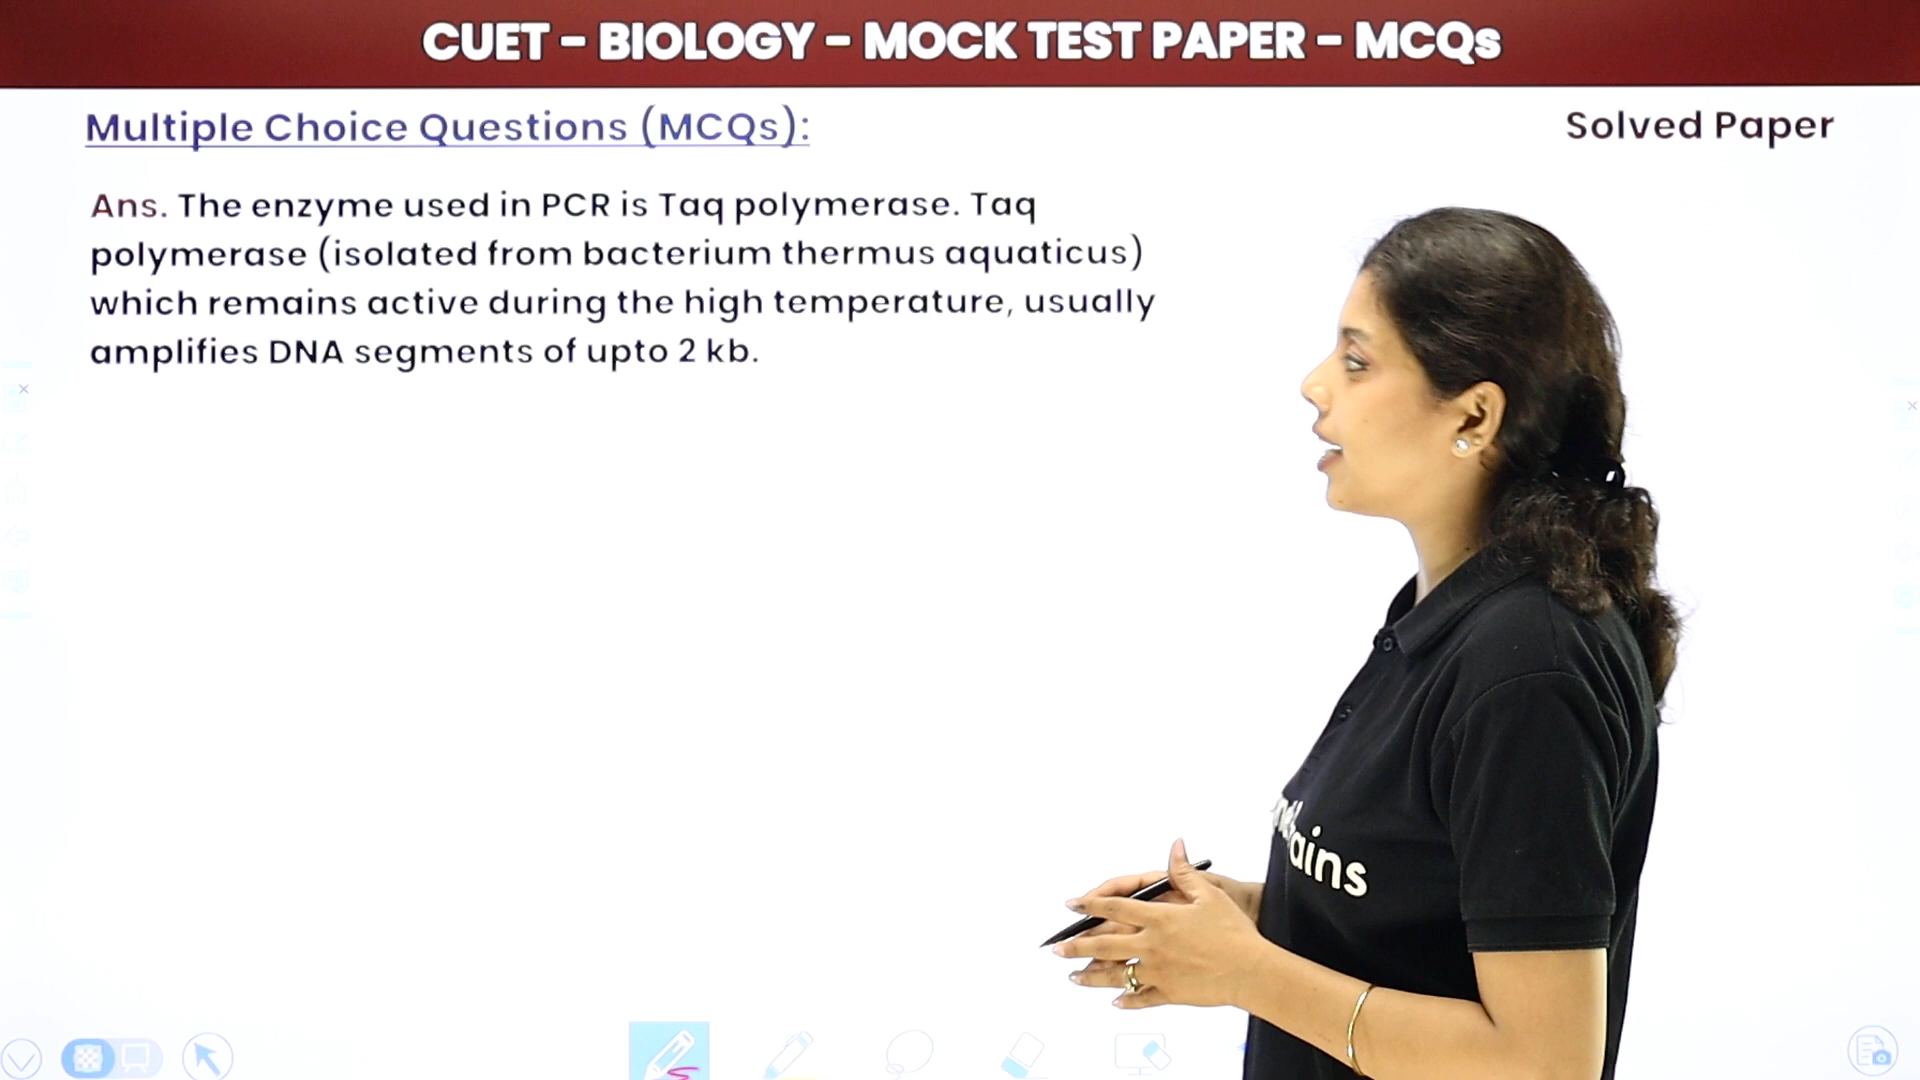 CUET - BIOLOGY - MOCK TEST PAPER - MCQs
Multiple Choice Questions (MCQs):
Solved Paper
Ans. The enzyme used in PCR is Taq polymerase. Taq
polymerase (isolated from bacterium thermus aquaticus)
which remains active during the high temperature, usually
amplifies DNA segments of upto 2 kb.
ains